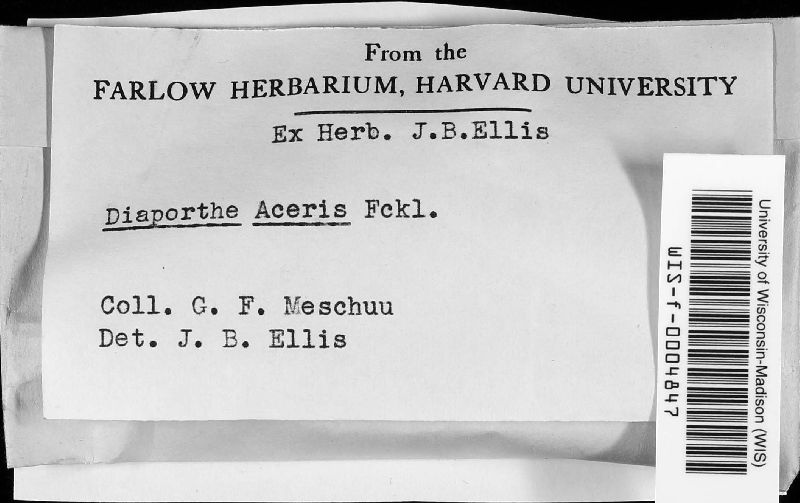 From the
FARLOW HERBARIUM, HARVARD UNIVERSITY
Ex Herb. J.B.Ellis
Diaporthe Aceris Fckl.
Coll. G. F. Meschuu
Det. J. B. Ellis
University of Wisconsin-Madison (WIS)
WIS-f-0004847